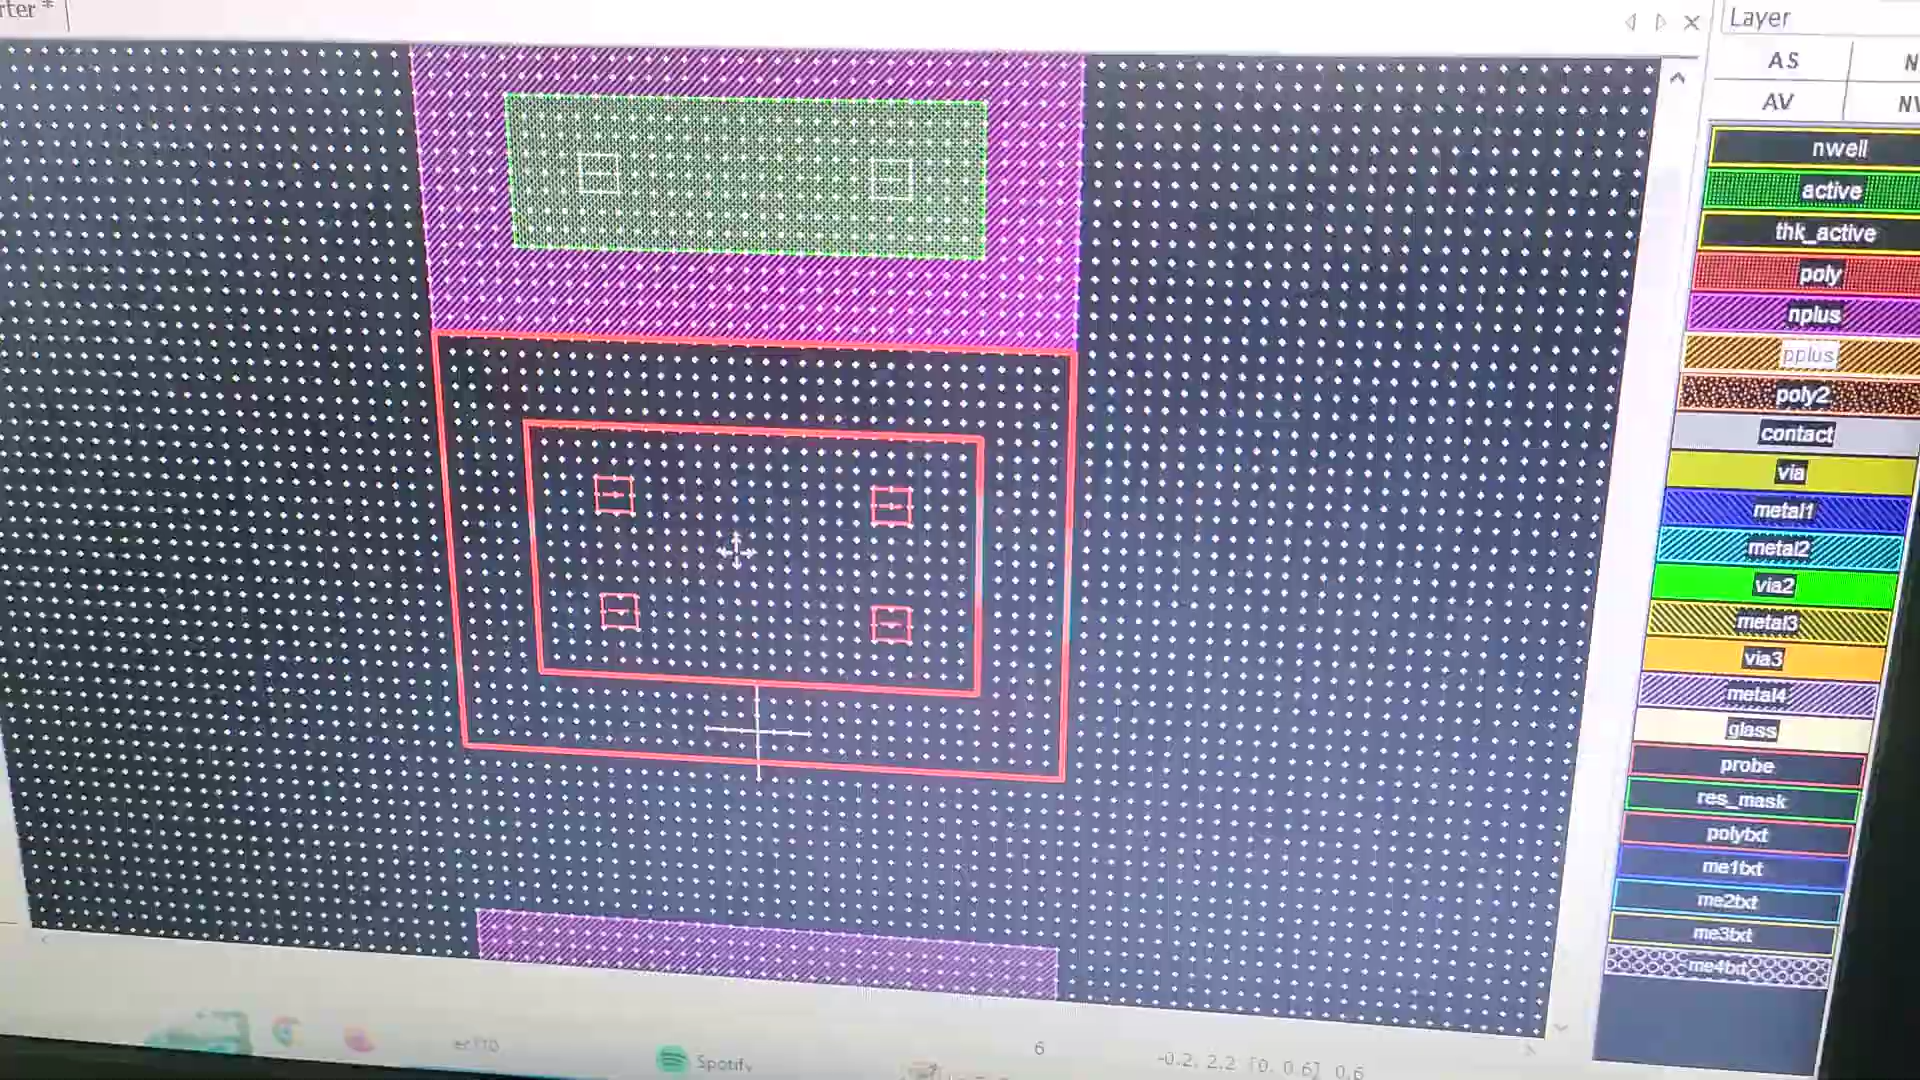 rter *
Layer
AS
N
AV
NV
nwell
active
thk_active
poly
nplus
pplus
poly2
contact
via
metal1
metal2
via2
metal3
via3
metal4
glass
probe
res_mask
polytxt
me1txt
me2txt
me3txt
me4txt
6
-0.2, 2.2 [0, 0.6] 0.6
Spotify